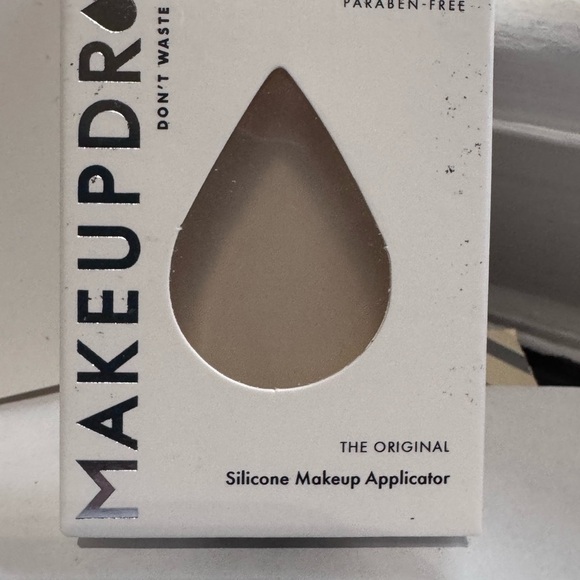 PARABEN-FREE
MAKEUPDR
DON'T WASTE
THE ORIGINAL
Silicone Makeup Applicator